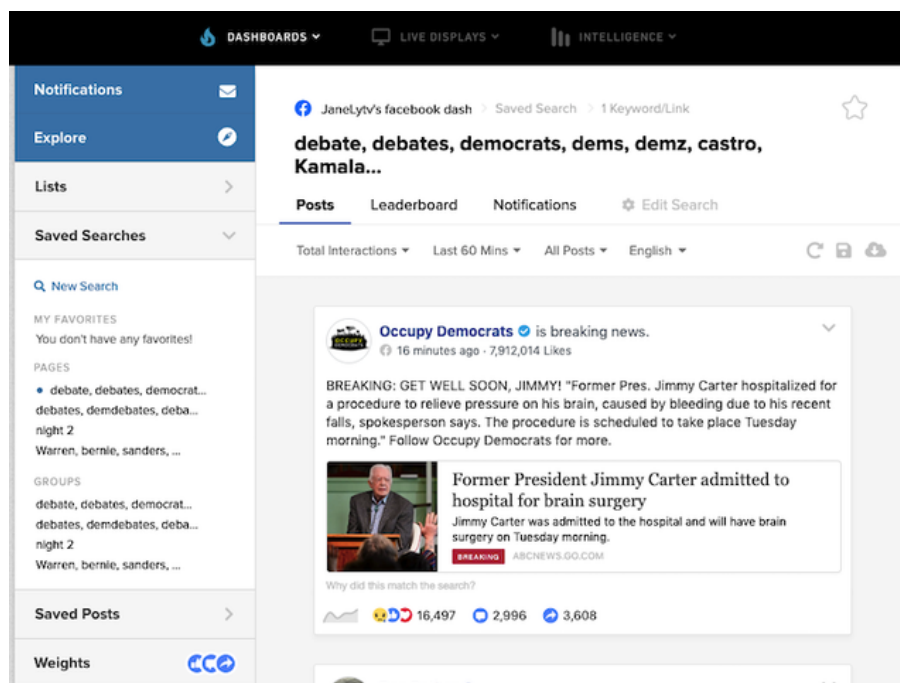 DASHBOARDS
LIVE DISPLAYS
INTELLIGENCE
Notifications
Explore
Lists
Saved Searches
New Search
MY FAVORITES
You don't have any favorites!
PAGES
debate, debates, democrat...
debates, demdebates, deba...
night 2
Warren, bernie, sanders, ...
GROUPS
debate, debates, democrat...
debates, demdebates, deba...
night 2
Warren, bernie, sanders, ...
Saved Posts
Weights
JaneLytv's facebook dash > Saved Search > 1 Keyword/Link
debate, debates, democrats, dems, demz, castro,
Kamala...
Posts Leaderboard Notifications Edit Search
Total Interactions Last 60 Mins All Posts English
Occupy Democrats is breaking news.
16 minutes ago · 7,912,014 Likes
BREAKING: GET WELL SOON, JIMMY! "Former Pres. Jimmy Carter hospitalized for
a procedure to relieve pressure on his brain, caused by bleeding due to his recent
falls, spokesperson says. The procedure is scheduled to take place Tuesday
morning." Follow Occupy Democrats for more.
Former President Jimmy Carter admitted to
hospital for brain surgery
Jimmy Carter was admitted to the hospital and will have brain
surgery on Tuesday morning.
BREAKING ABCNEWS.GO.COM
Why did this match the search?
16,497 2,996 3,608